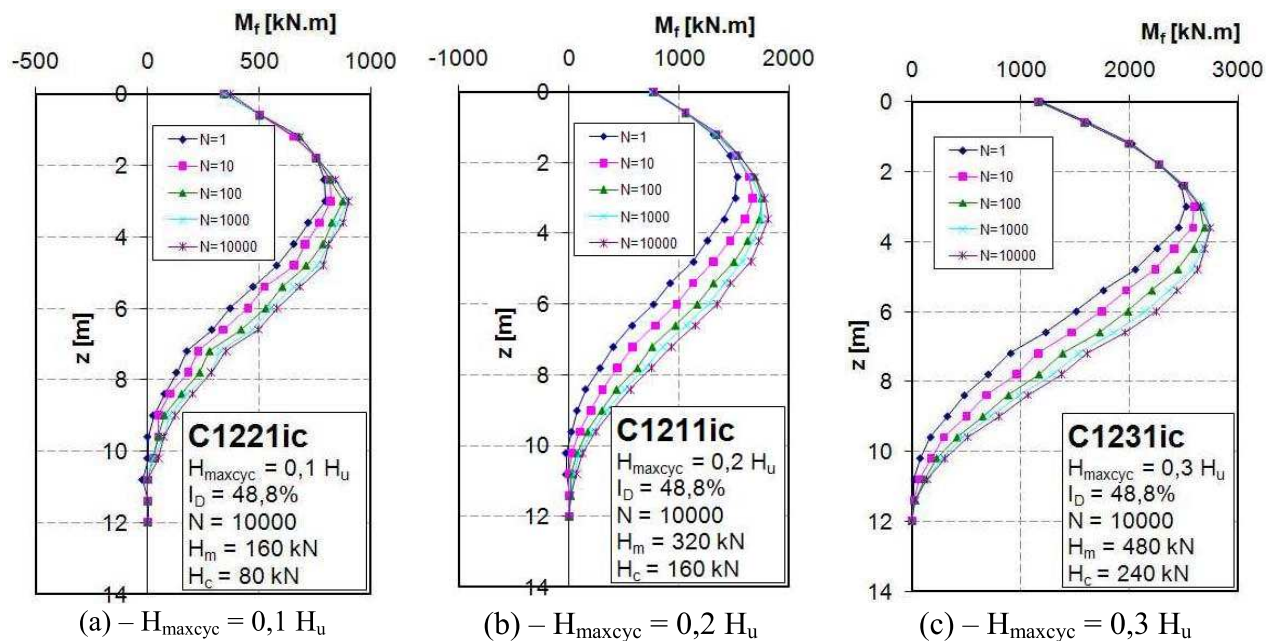 M_f [kN.m]
-500 0 500 1000
0
2
4
6
8
10
12
14
z [m]
N=1
N=10
N=100
N=1000
N=10000
C1221ic
H_maxcyc = 0,1 H_u
I_D = 48,8%
N = 10000
H_m = 160 kN
H_c = 80 kN
(a) – H_maxcyc = 0,1 H_u
M_f [kN.m]
-1000 0 1000 2000
0
2
4
6
8
10
12
14
z [m]
N=1
N=10
N=100
N=1000
N=10000
C1211ic
H_maxcyc = 0,2 H_u
I_D = 48,8%
N = 10000
H_m = 320 kN
H_c = 160 kN
(b) – H_maxcyc = 0,2 H_u
M_f [kN.m]
0 1000 2000 3000
0
2
4
6
8
10
12
14
z [m]
N=1
N=10
N=100
N=1000
N=10000
C1231ic
H_maxcyc = 0,3 H_u
I_D = 48,8%
N = 10000
H_m = 480 kN
H_c = 240 kN
(c) – H_maxcyc = 0,3 H_u